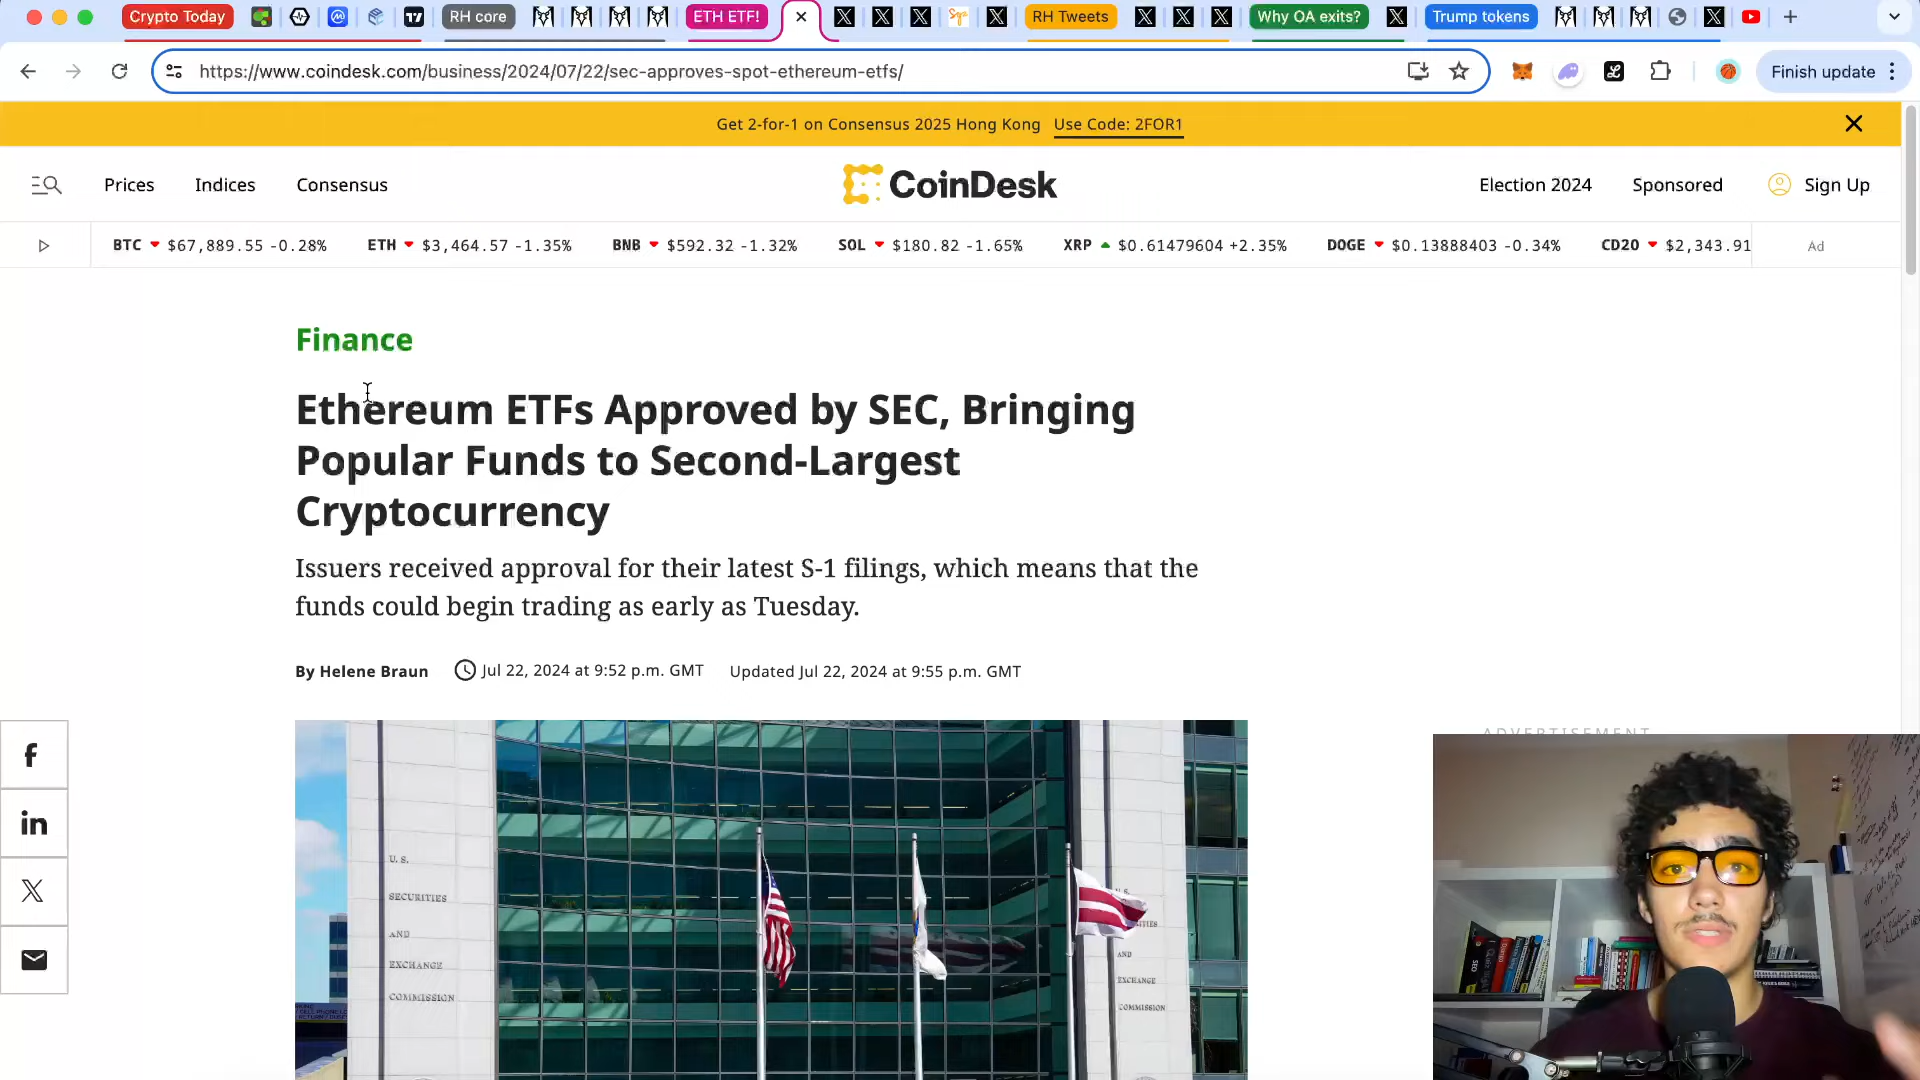 Crypto Today
RH core
ETH ETF!
RH Tweets
Why OA exits?
Trump tokens
https://www.coindesk.com/business/2024/07/22/sec-approves-spot-ethereum-etfs/
Finish update
Get 2-for-1 on Consensus 2025 Hong Kong Use Code: 2FOR1
Prices Indices Consensus
CoinDesk
Election 2024 Sponsored Sign Up
BTC $67,889.55 -0.28% ETH $3,464.57 -1.35% BNB $592.32 -1.32% SOL $180.82 -1.65% XRP $0.61479604 +2.35% DOGE $0.13888403 -0.34% CD20 $2,343.91 Ad
Finance
Ethereum ETFs Approved by SEC, Bringing
Popular Funds to Second-Largest
Cryptocurrency
Issuers received approval for their latest S-1 filings, which means that the
funds could begin trading as early as Tuesday.
By Helene Braun Jul 22, 2024 at 9:52 p.m. GMT Updated Jul 22, 2024 at 9:55 p.m. GMT
ADVERTISEMENT
U.S.
SECURITIES
AND
EXCHANGE
COMMISSION
AND
EXCHANGE
COMMISSION